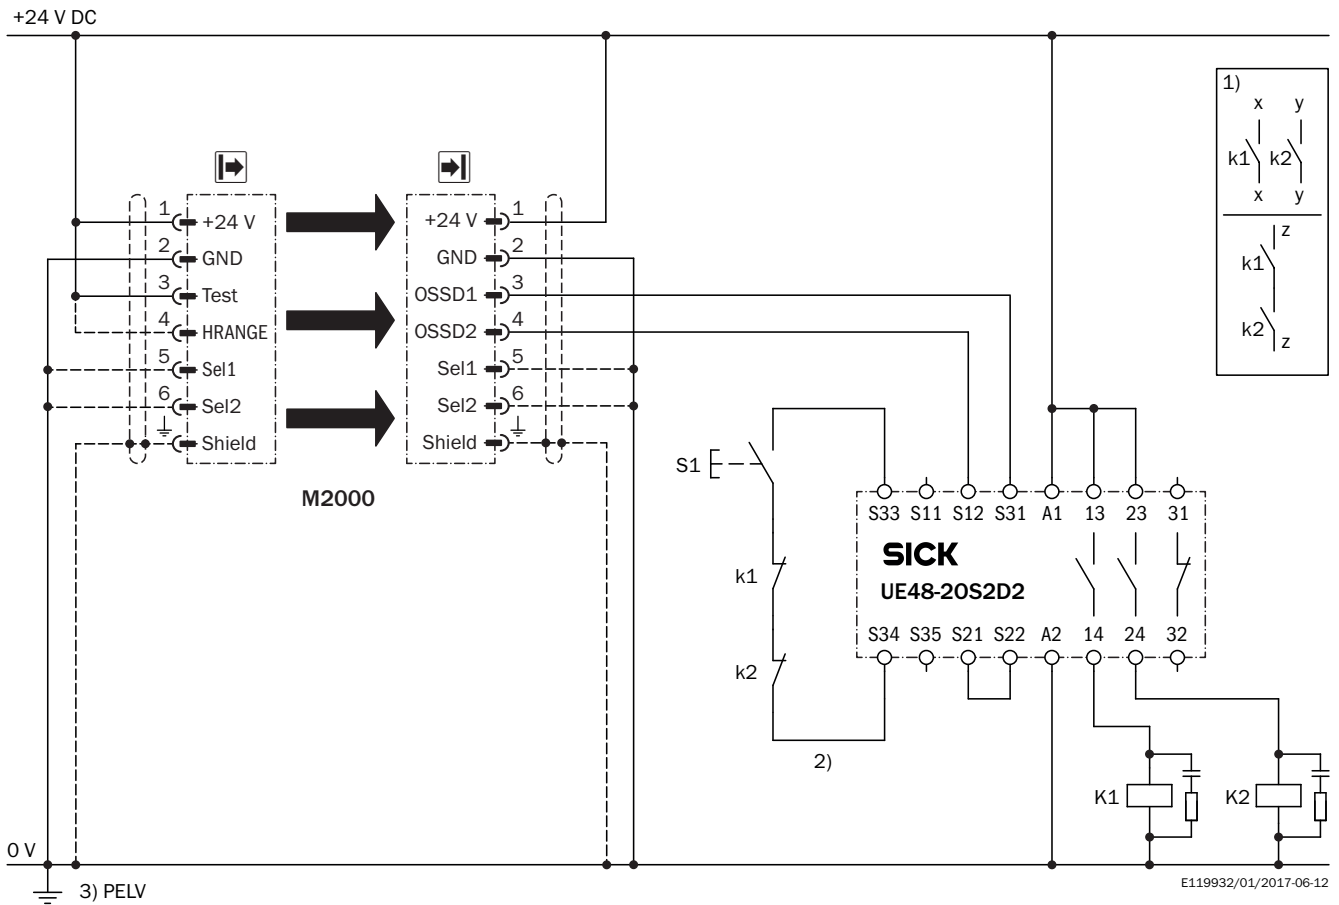 +24 V DC
1)
x y
k1 k2
x y
z
k1
k2
z
1 +24 V
2 GND
3 Test
4 HRANGE
5 Sel1
6 Sel2
Shield
+24 V 1
GND 2
OSSD1 3
OSSD2 4
Sel1 5
Sel2 6
Shield
M2000
S1
k1
k2
2)
S33 S11 S12 S31 A1 13 23 31
SICK
UE48-2OS2D2
S34 S35 S21 S22 A2 14 24 32
K1 K2
0 V
3) PELV
E119932/01/2017-06-12